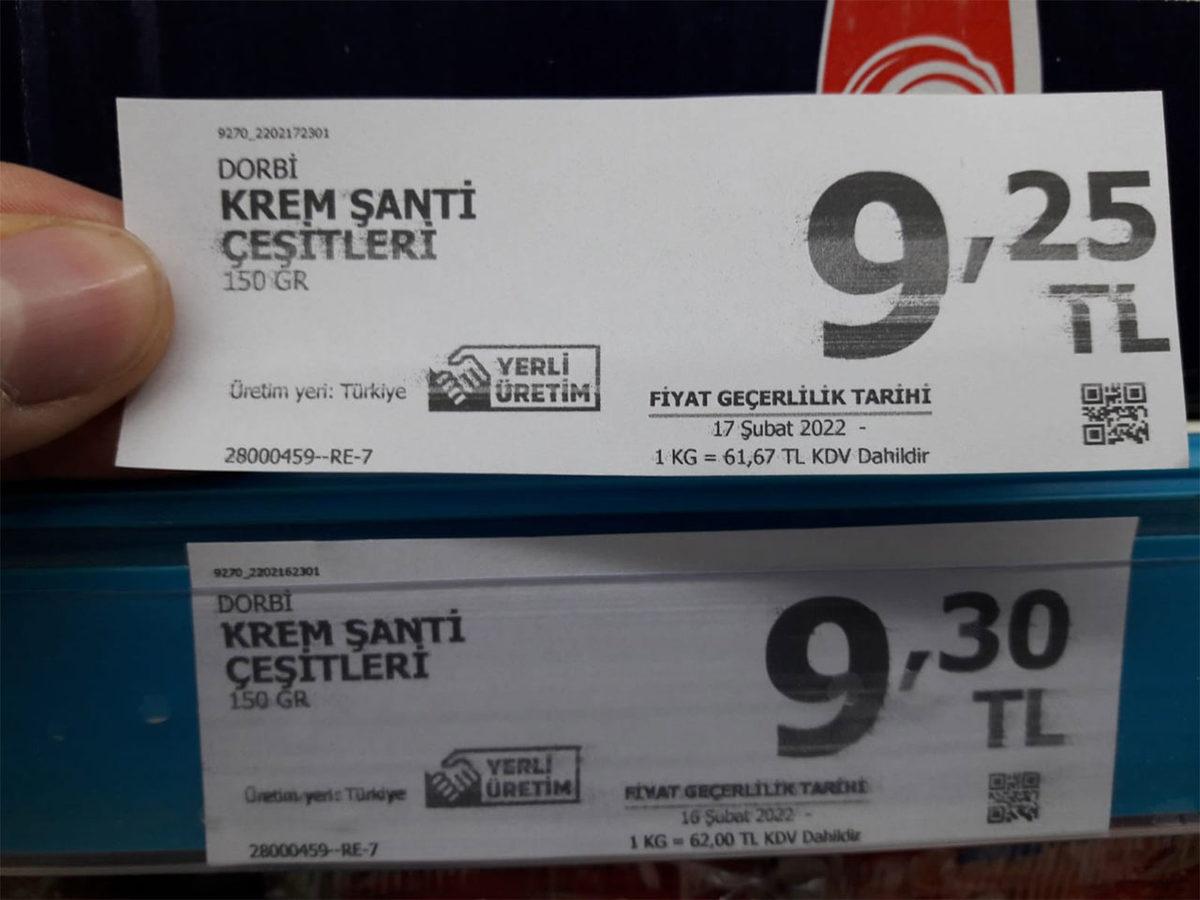 9270_2202172301
DORBİ
KREM ŞANTİ
ÇEŞİTLERİ
150 GR
9,25
TL
Üretim yeri: Türkiye
YERLİ
ÜRETİM
FİYAT GEÇERLİLİK TARİHİ
17 Şubat 2022 -
28000459--RE-7
1 KG = 61,67 TL KDV Dahildir
9270_2202162301
DORBİ
KREM ŞANTİ
ÇEŞİTLERİ
150 GR
9,30
TL
Üretim yeri: Türkiye
YERLİ
ÜRETİM
FİYAT GEÇERLİLİK TARİHİ
16 Şubat 2022 -
28000459--RE-7
1 KG = 62,00 TL KDV Dahildir